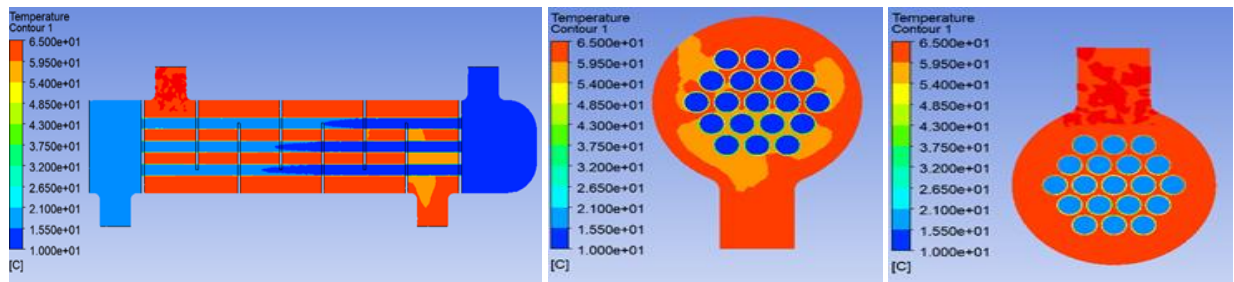 Temperature
Contour 1
6.500e+01
5.950e+01
5.400e+01
4.850e+01
4.300e+01
3.750e+01
3.200e+01
2.650e+01
2.100e+01
1.550e+01
1.000e+01
[C]
Temperature
Contour 1
6.500e+01
5.950e+01
5.400e+01
4.850e+01
4.300e+01
3.750e+01
3.200e+01
2.650e+01
2.100e+01
1.550e+01
1.000e+01
[C]
Temperature
Contour 1
6.500e+01
5.950e+01
5.400e+01
4.850e+01
4.300e+01
3.750e+01
3.200e+01
2.650e+01
2.100e+01
1.550e+01
1.000e+01
[C]